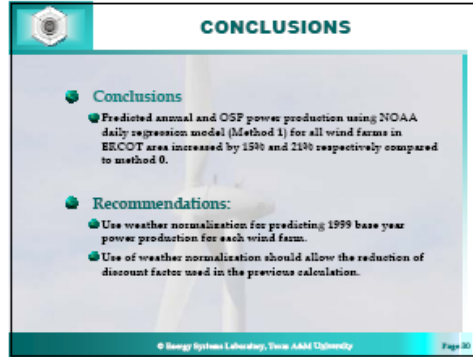 CONCLUSIONS
Conclusions
Predicted annual and OSP power production using NOAA
daily regression model (Method 1) for all wind farms in
ERCOT area increased by 15% and 21% respectively compared
to method 0.
Recommendations:
Use weather normalization for predicting 1999 base year
power production for each wind farm.
Use of weather normalization should allow the reduction of
discount factor used in the previous calculation.
© Energy Systems Laboratory, Texas A&M University
Page 30